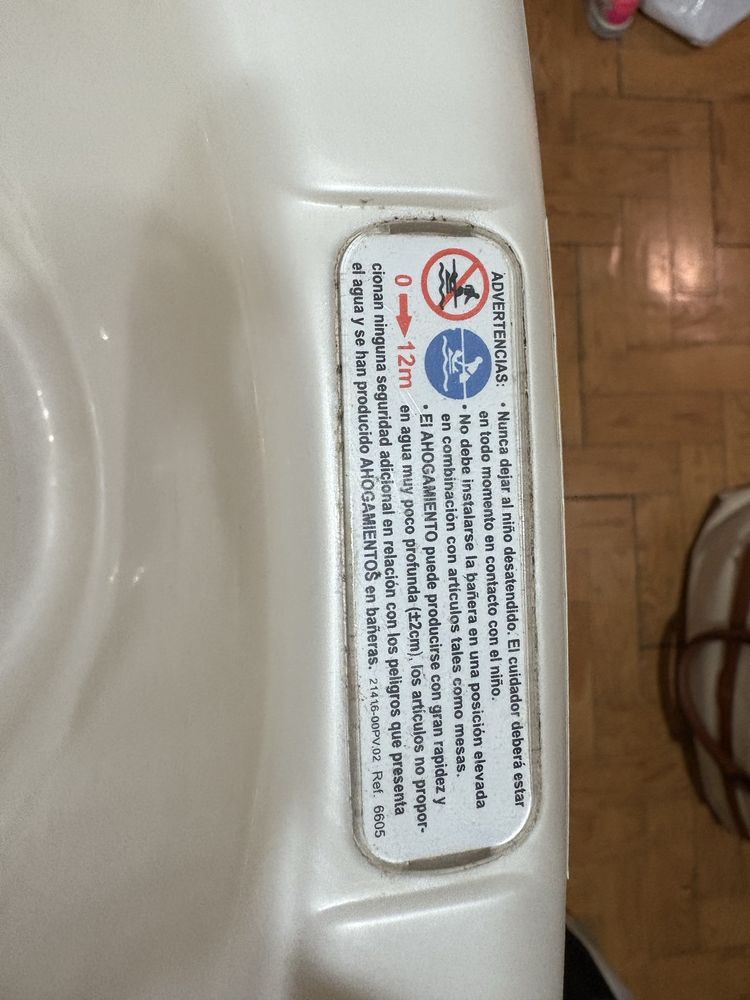 ADVERTENCIAS:
• Nunca dejar al niño desatendido. El cuidador deberá estar
en todo momento en contacto con el niño.
• No debe instalarse la bañera en una posición elevada
en combinación con artículos tales como mesas.
• El AHOGAMIENTO puede producirse con gran rapidez y
0 → 12m
en agua muy poco profunda (±2cm), los artículos no propor-
cionan ninguna seguridad adicional en relación con los peligros que presenta
el agua y se han producido AHOGAMIENTOS en bañeras. 21416-00PV.02 Ref. 6605